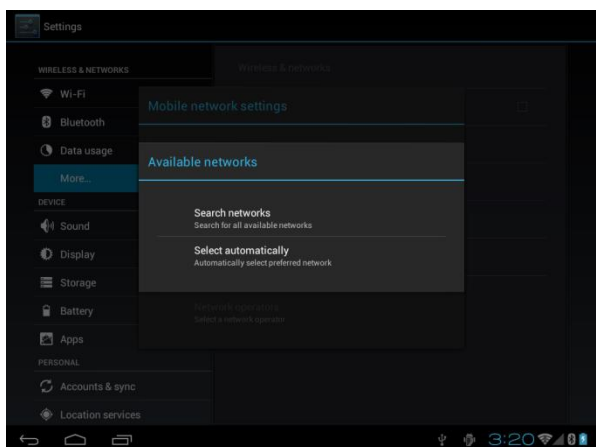 Settings
WIRELESS & NETWORKS
Wi-Fi
Bluetooth
Data usage
More...
DEVICE
Sound
Display
Storage
Battery
Apps
PERSONAL
Accounts & sync
Location services
Wireless & networks
Mobile network settings
Available networks
Search networks
Search for all available networks
Select automatically
Automatically select preferred network
Network operators
Select a network operator
3:20